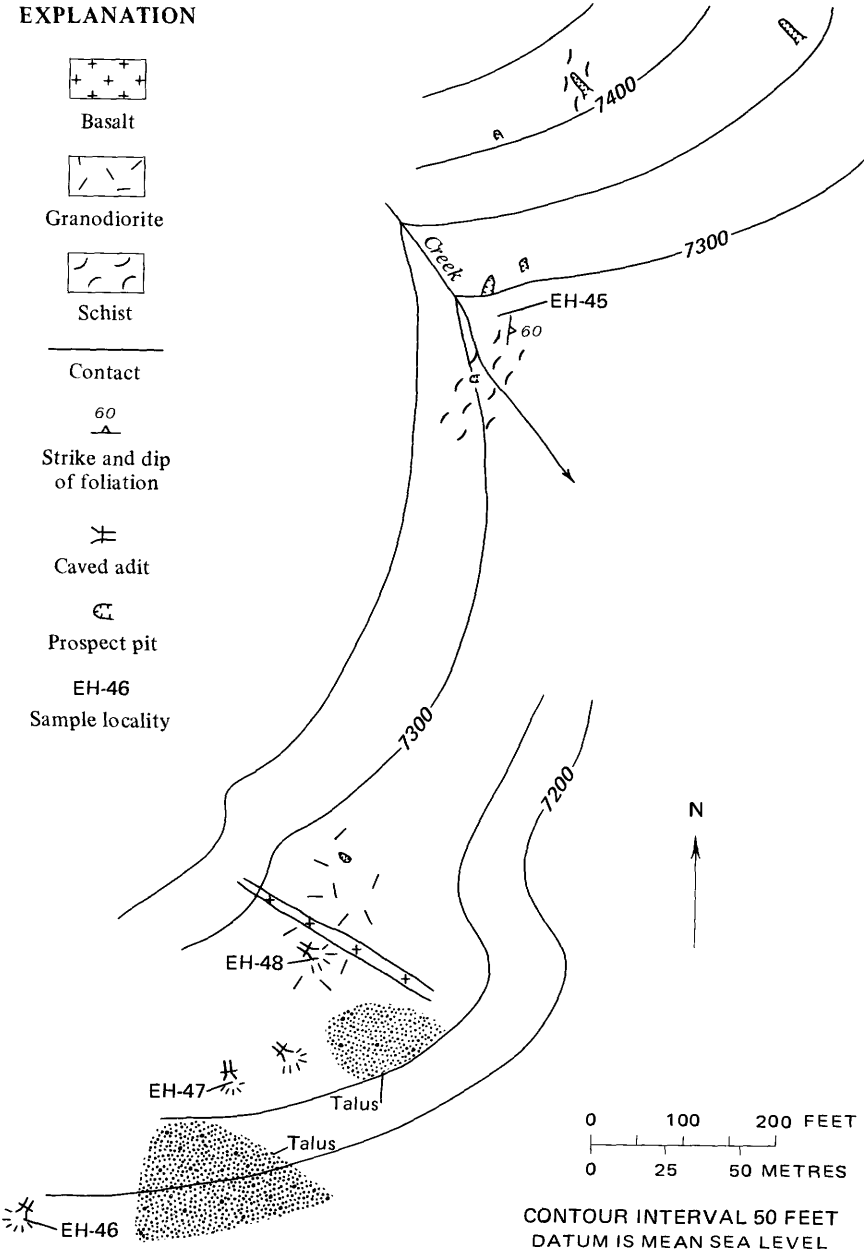 EXPLANATION
Basalt
Granodiorite
Schist
Contact
60
Strike and dip
of foliation
Caved adit
Prospect pit
EH-46
Sample locality
7400
Creek
7300
EH-45
60
7300
7200
N
EH-48
EH-47
Talus
Talus
EH-46
0 100 200 FEET
0 25 50 METRES
CONTOUR INTERVAL 50 FEET
DATUM IS MEAN SEA LEVEL